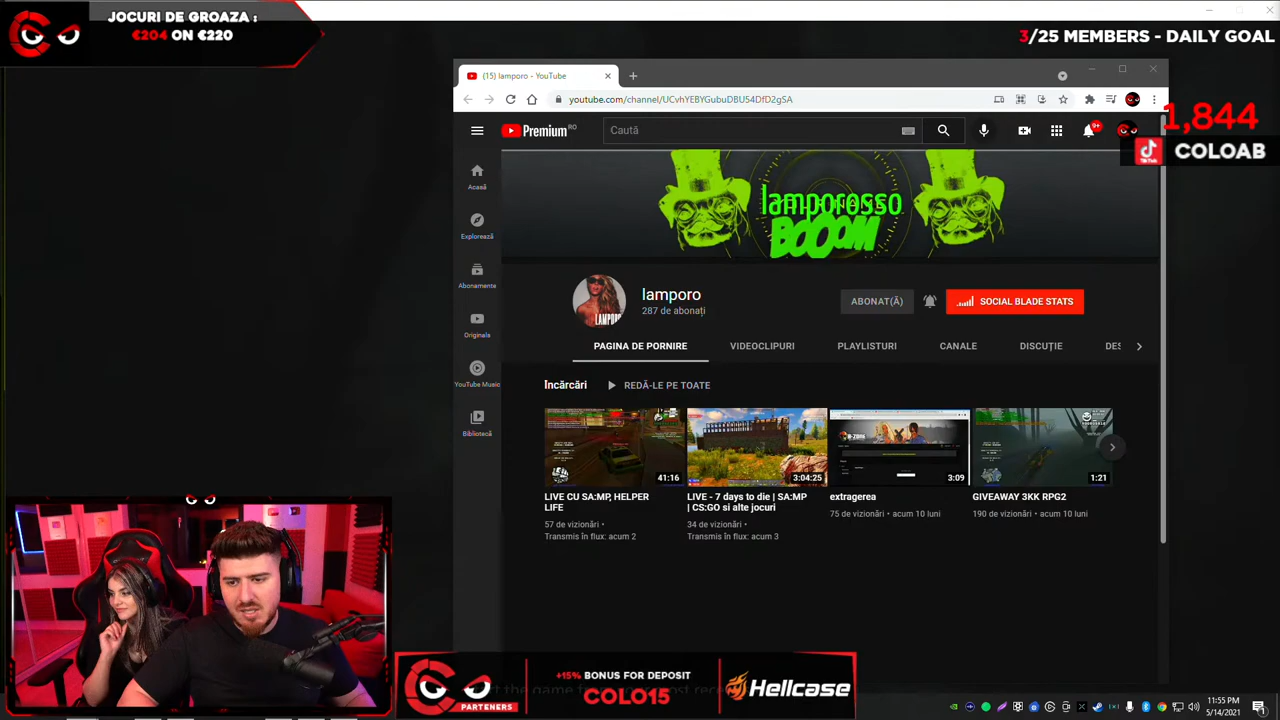 JOCURI DE GROAZA :
€204 ON €220
3/25 MEMBERS - DAILY GOAL
(15) lamporo - YouTube
youtube.com/channel/UCvhYEBYGubuDBU54DfD2gSA
1,844
COLOAB
Premium RO
Caută
9+
Acasă
Explorează
Abonamente
Originals
YouTube Music
Bibliotecă
lamporosso
BOOOM
LAMPORO
lamporo
287 de abonați
ABONAT(Ă)
SOCIAL BLADE STATS
PAGINA DE PORNIRE
VIDEOCLIPURI
PLAYLISTURI
CANALE
DISCUȚIE
DES
Încărcări
REDĂ-LE PE TOATE
41:16
3:04:25
3:09
1:21
LIVE CU SA:MP, HELPER LIFE
57 de vizionări •
Transmis în flux: acum 2
LIVE - 7 days to die | SA:MP | CS:GO si alte jocuri
34 de vizionări •
Transmis în flux: acum 3
extragerea
75 de vizionări • acum 10 luni
GIVEAWAY 3KK RPG2
190 de vizionări • acum 10 luni
PARTENERS
+15% BONUS FOR DEPOSIT
COLO15
Hellcase
11:55 PM
5/14/2021